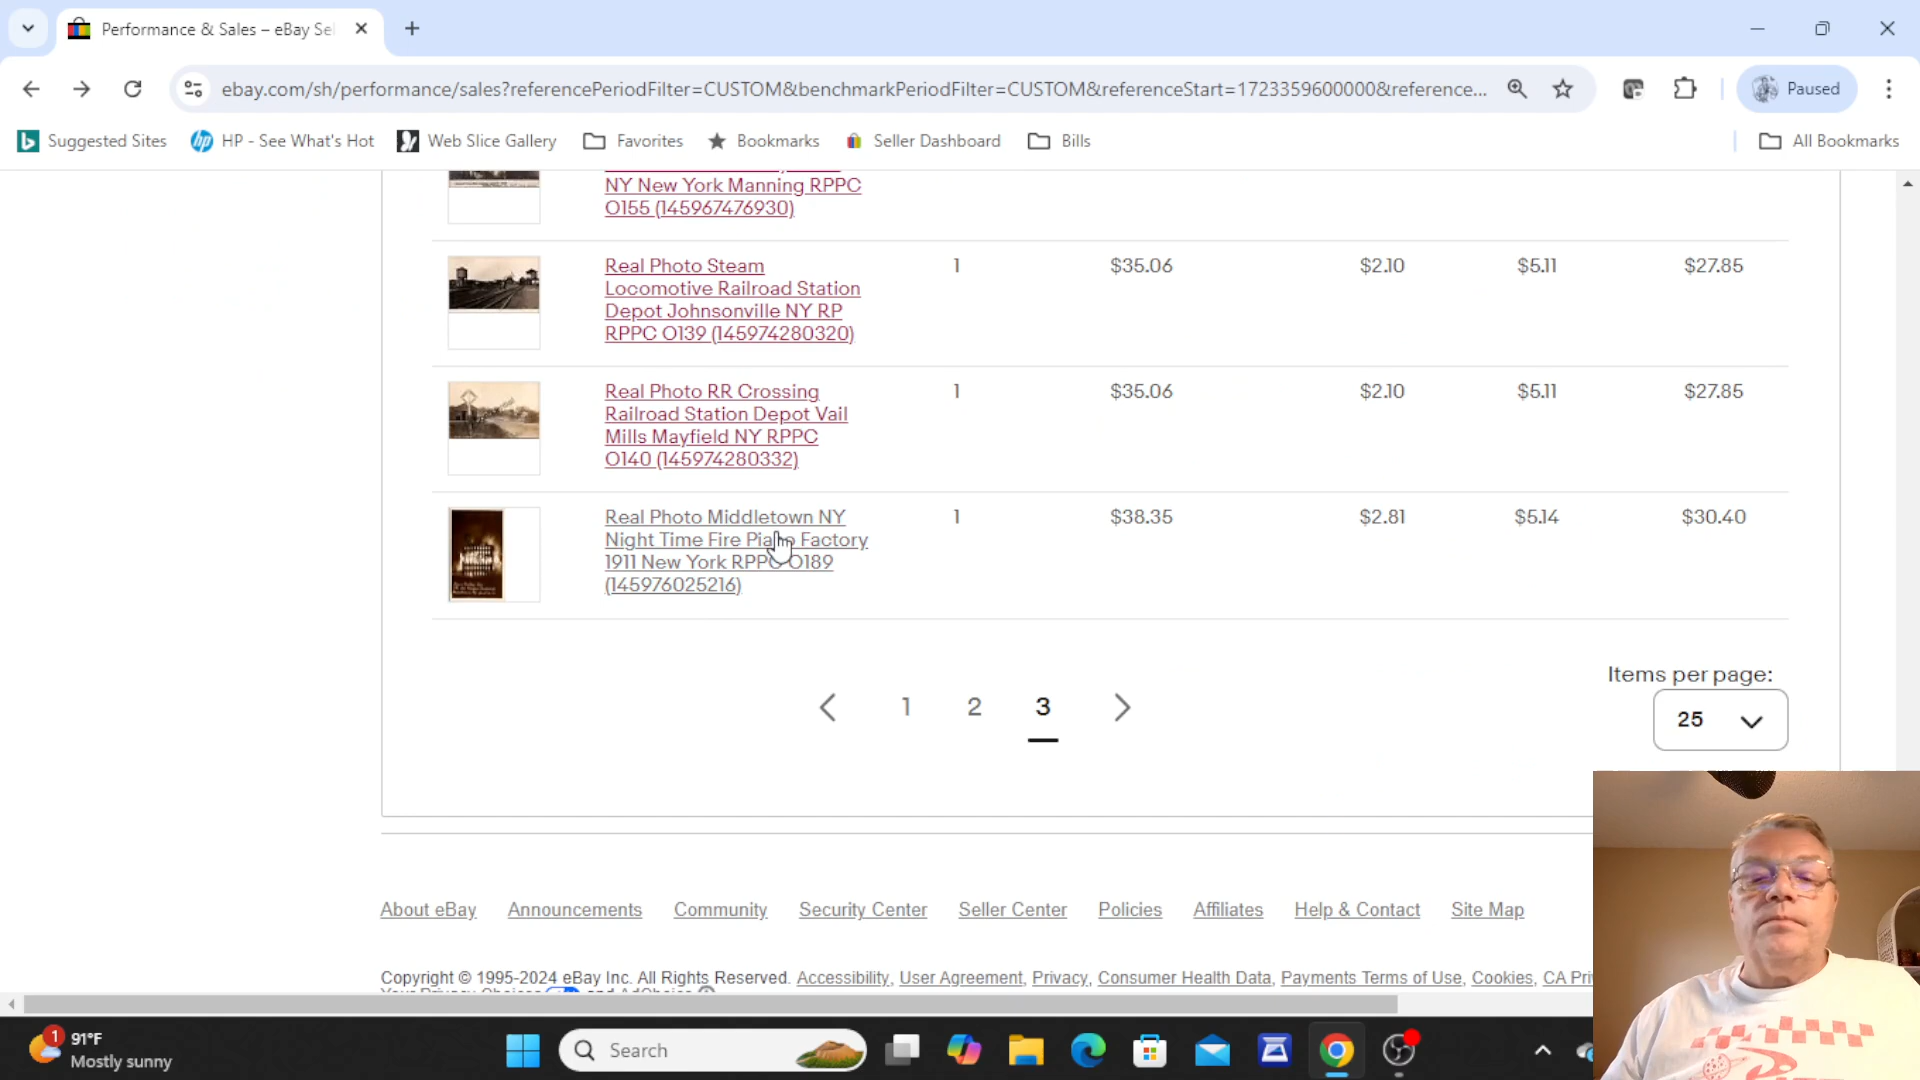 Performance & Sales – eBay Sel
ebay.com/sh/performance/sales?referencePeriodFilter=CUSTOM&benchmarkPeriodFilter=CUSTOM&referenceStart=1723359600000&reference...
Paused
Suggested Sites
HP - See What's Hot
Web Slice Gallery
Favorites
Bookmarks
Seller Dashboard
Bills
All Bookmarks
NY New York Manning RPPC
O155 (145967476930)
Real Photo Steam 1 $35.06 $2.10 $5.11 $27.85
Locomotive Railroad Station
Depot Johnsonville NY RP
RPPC O139 (145974280320)
Real Photo RR Crossing 1 $35.06 $2.10 $5.11 $27.85
Railroad Station Depot Vail
Mills Mayfield NY RPPC
O140 (145974280332)
Real Photo Middletown NY 1 $38.35 $2.81 $5.14 $30.40
Night Time Fire Piano Factory
1911 New York RPPC O189
(145976025216)
Items per page:
1 2 3
25
About eBay Announcements Community Security Center Seller Center Policies Affiliates Help & Contact Site Map
Copyright © 1995-2024 eBay Inc. All Rights Reserved. Accessibility, User Agreement, Privacy, Consumer Health Data, Payments Terms of Use, Cookies, CA Pri
1
91°F
Mostly sunny
Search